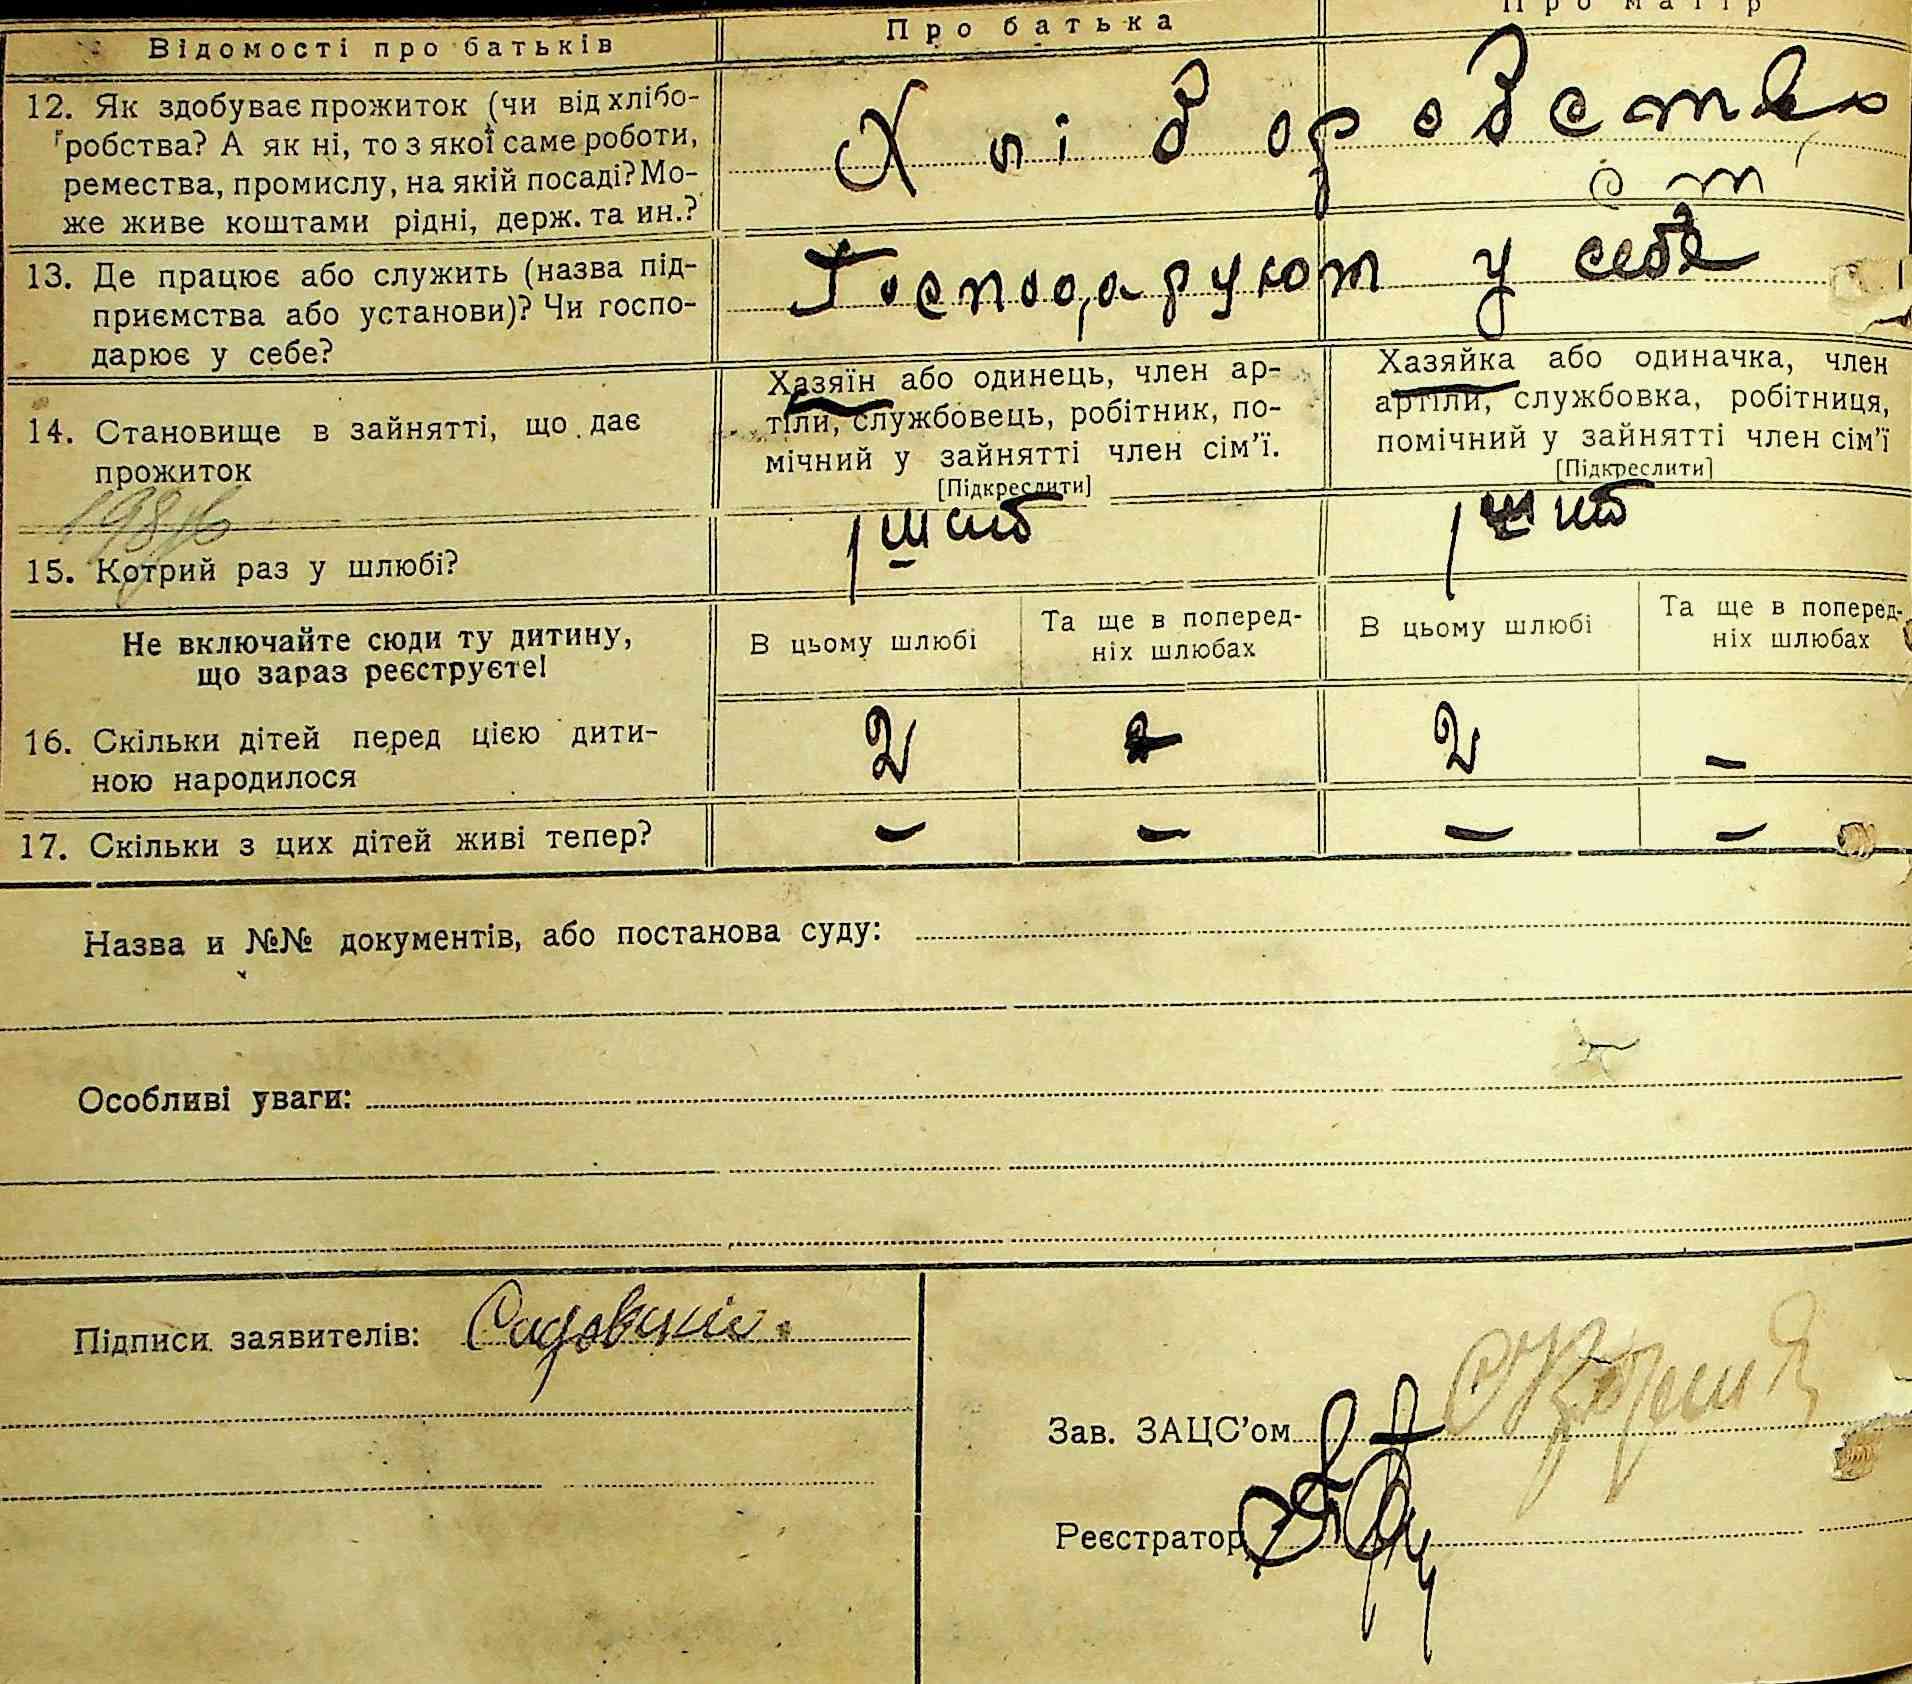 Відомості про батьків
Про батька
Про матір
12. Як здобуває прожиток (чи від хлібо-
робства? А як ні, то з якої саме роботи,
ремества, промислу, на якій посаді? Мо-
же живе коштами рідні, держ. та ин.?
Хліборобство
ст
13. Де працює або служить (назва під-
приємства або установи)? Чи госпо-
дарює у себе?
Господарують у себе
14. Становище в зайнятті, що дає
прожиток
Хазяїн або одинець, член ар-
тіли, службовець, робітник, по-
мічний у зайнятті член сім’ї.
[Підкреслити]
Хазяйка або одиначка, член
артіли, службовка, робітниця,
помічний у зайнятті член сім’ї
[Підкреслити]
15. Котрий раз у шлюбі?
1
1
Не включайте сюди ту дитину,
що зараз реєструєте!
В цьому шлюбі
Та ще в поперед-
ніх шлюбах
В цьому шлюбі
Та ще в поперед-
ніх шлюбах
16. Скільки дітей перед цією дити-
ною народилося
2
2
–
17. Скільки з цих дітей живі тепер?
–
–
–
–
Назва и №№ документів, або постанова суду:
Особливі уваги:
Підписи заявителів: Садовский
Зав. ЗАЦС’ом
Реєстратор